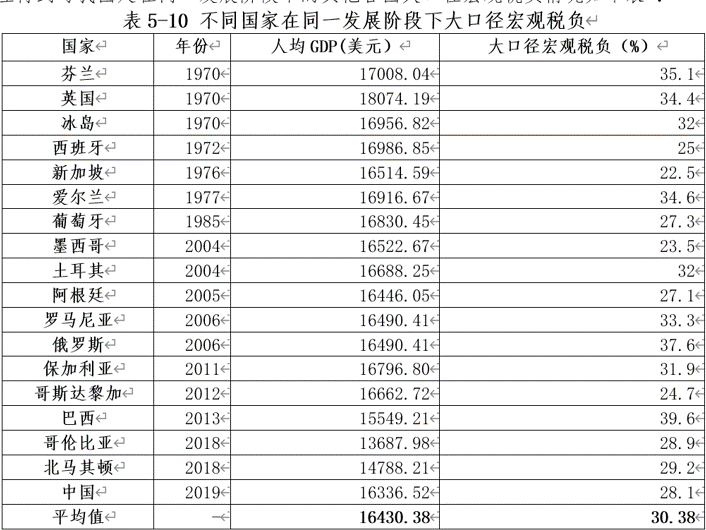 表 5-10 不同国家在同一发展阶段下大口径宏观税负
国家 年份 人均 GDP(美元) 大口径宏观税负（%）
芬兰 1970 17008.04 35.1
英国 1970 18074.19 34.4
冰岛 1970 16956.82 32
西班牙 1972 16986.85 25
新加坡 1976 16514.59 22.5
爱尔兰 1977 16916.67 34.6
葡萄牙 1985 16830.45 27.3
墨西哥 2004 16522.67 23.5
土耳其 2004 16688.25 32
阿根廷 2005 16446.05 27.1
罗马尼亚 2006 16490.41 33.3
俄罗斯 2006 16490.41 37.6
保加利亚 2011 16796.80 31.9
哥斯达黎加 2012 16662.72 24.7
巴西 2013 15549.21 39.6
哥伦比亚 2018 13687.98 28.9
北马其顿 2018 14788.21 29.2
中国 2019 16336.52 28.1
平均值 — 16430.38 30.38